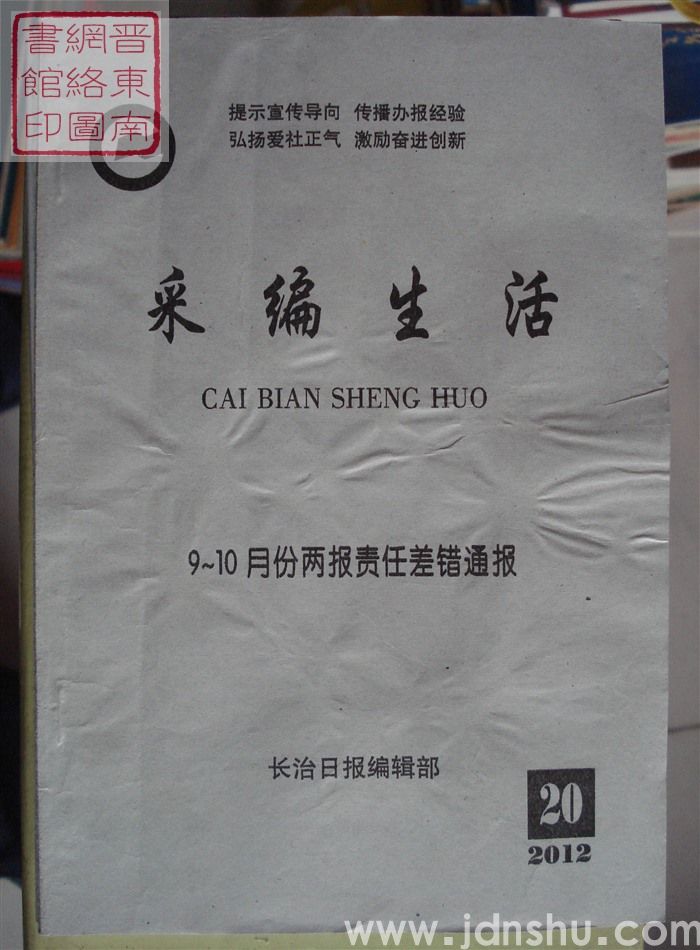 晋东南
網絡圖
書館印
提示宣传导向 传播办报经验
弘扬爱社正气 激励奋进创新
采编生活
CAI BIAN SHENG HUO
9~10月份两报责任差错通报
长治日报编辑部
20
2012
www.jdnshu.com